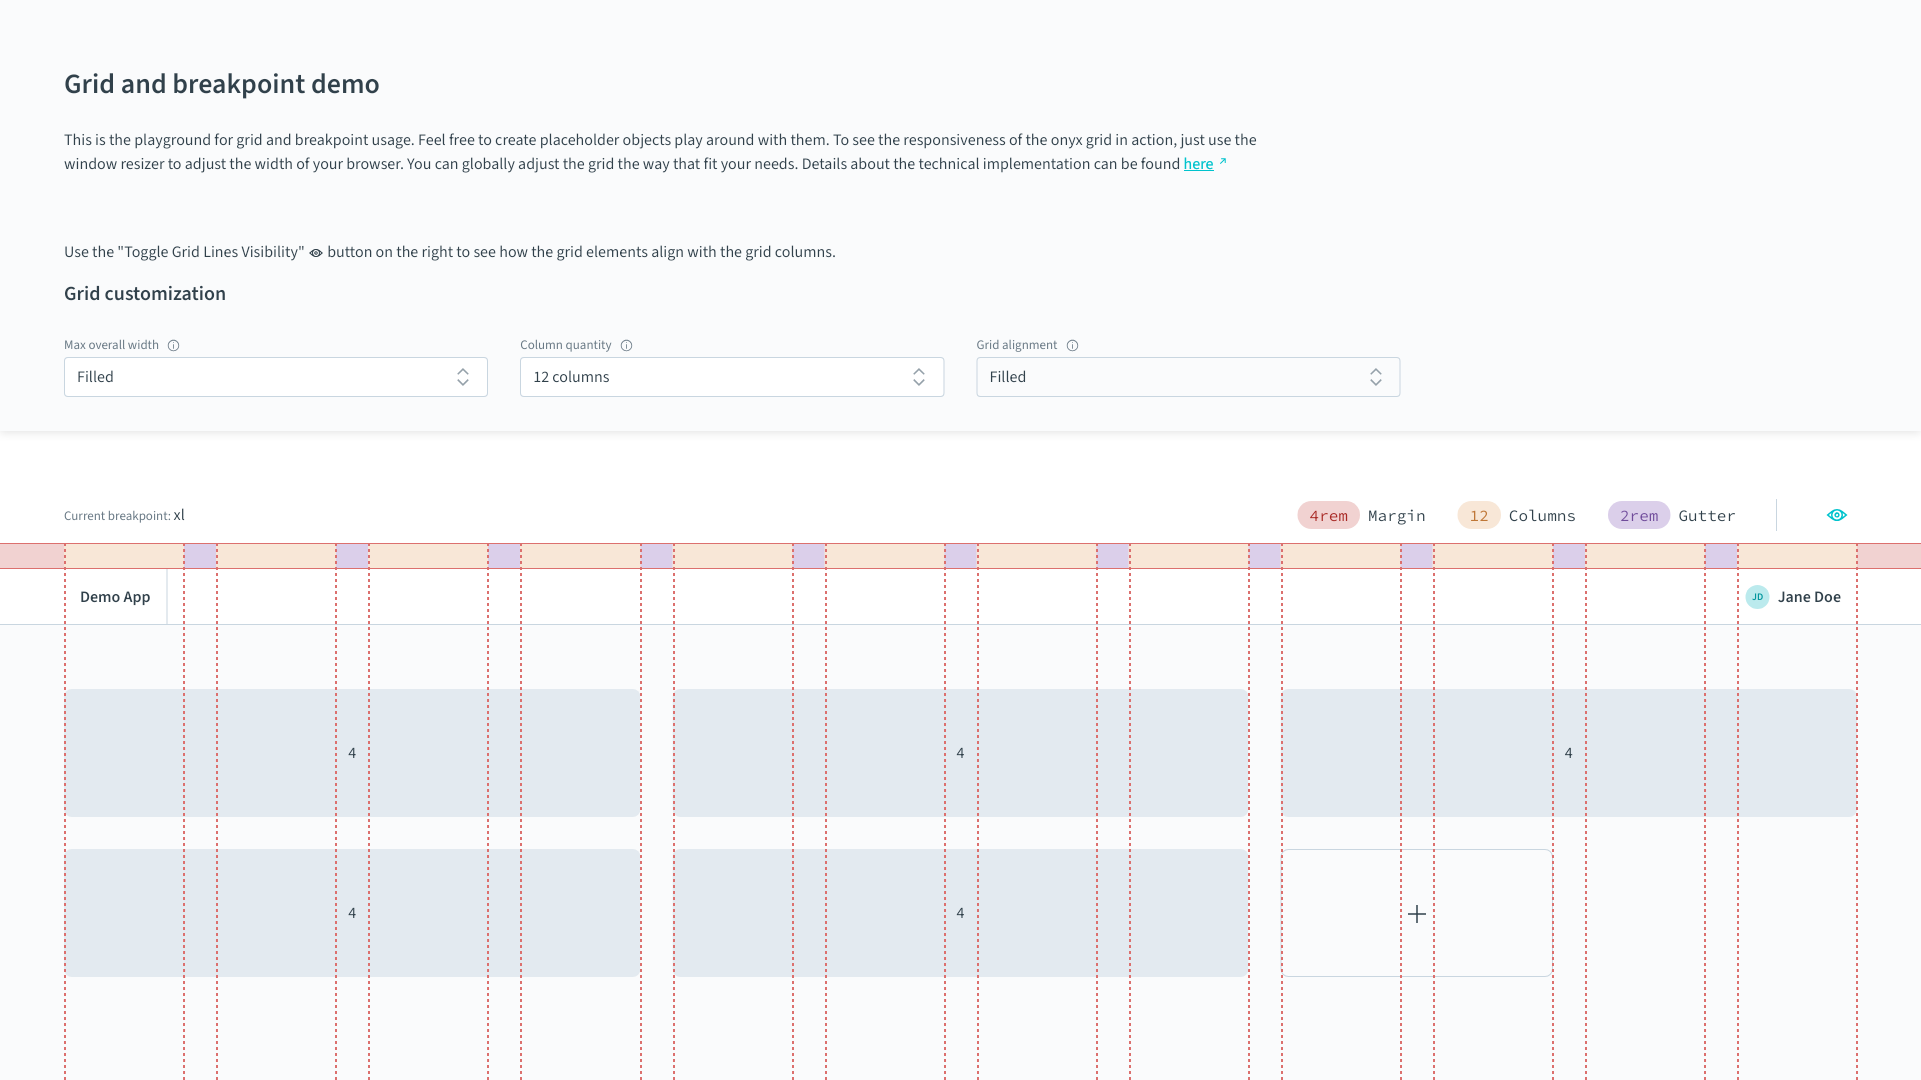 Grid and breakpoint demo
This is the playground for grid and breakpoint usage. Feel free to create placeholder objects play around with them. To see the responsiveness of the onyx grid in action, just use the
window resizer to adjust the width of your browser. You can globally adjust the grid the way that fit your needs. Details about the technical implementation can be found here
Use the "Toggle Grid Lines Visibility" button on the right to see how the grid elements align with the grid columns.
Grid customization
Max overall width Column quantity Grid alignment
Filled 12 columns Filled
Current breakpoint: xl 4rem Margin 12 Columns 2rem Gutter
Demo App JD Jane Doe
4 4 4
4 4